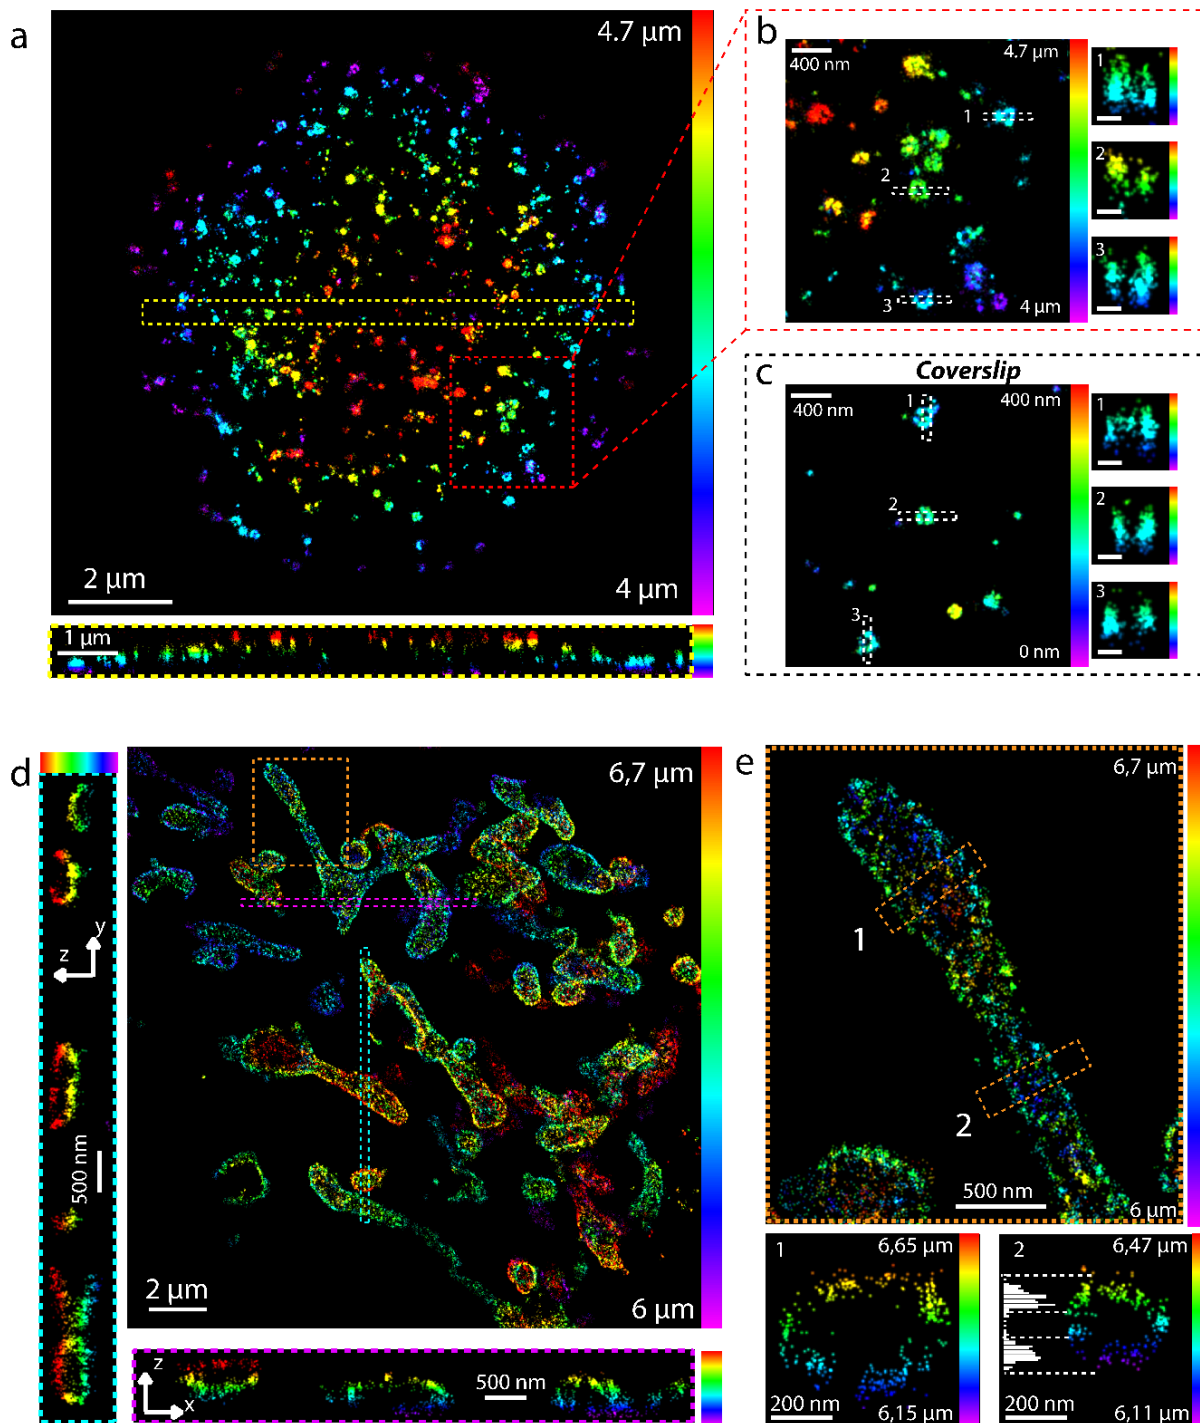 a
4.7 µm
2 µm
4 µm
1 µm
b
400 nm
4.7 µm
1
2
3
4 µm
1
2
3
c
Coverslip
400 nm
400 nm
1
2
3
0 nm
1
2
3
d
y
z
500 nm
6,7 µm
2 µm
6 µm
z
x
500 nm
e
6,7 µm
1
2
500 nm
6 µm
1
6,65 µm
200 nm
6,15 µm
2
6,47 µm
200 nm
6,11 µm